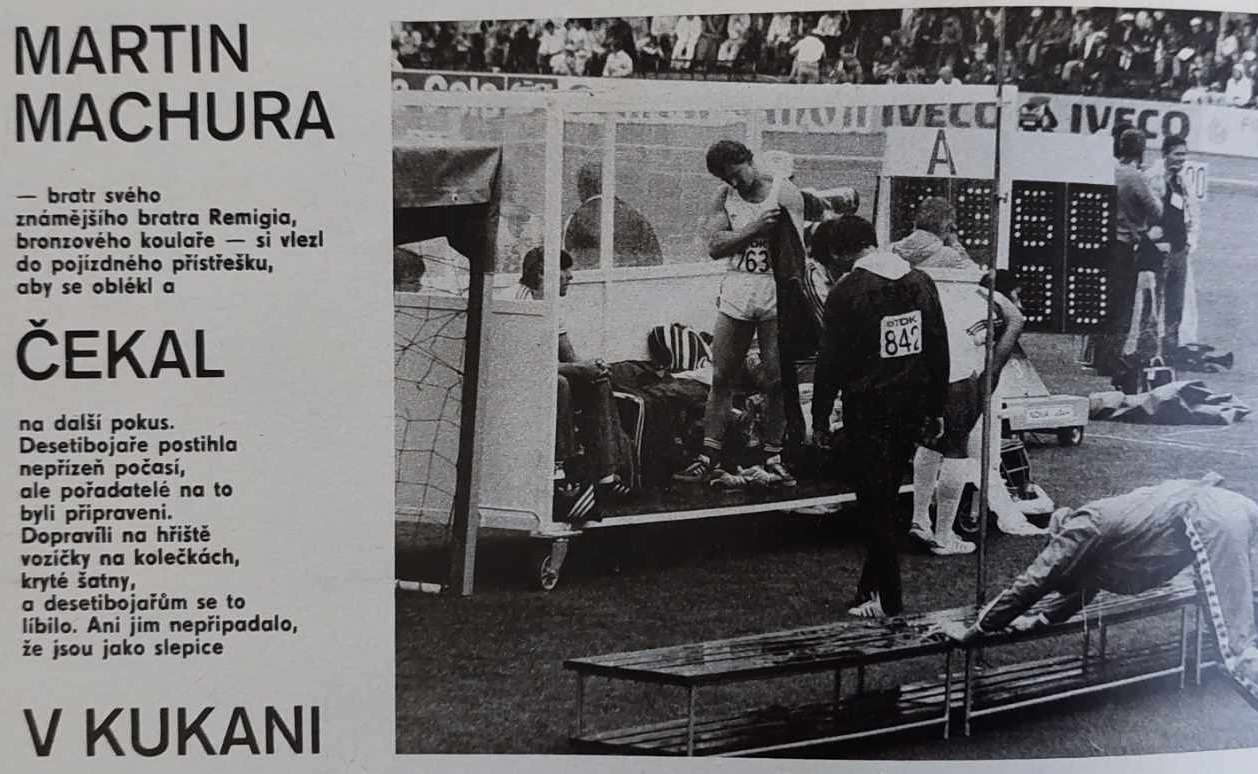 MARTIN
MACHURA
— bratr svého
známějšího bratra Remigia,
bronzového koulaře — si vlezl
do pojízdného přístřešku,
aby se oblékl a
ČEKAL
na další pokus.
Desetibojaře postihla
nepřízeň počasí,
ale pořadatelé na to
byli připraveni.
Dopravili na hřiště
vozíčky na kolečkách,
kryté šatny,
a desetibojařům se to
líbilo. Ani jim nepřipadalo,
že jsou jako slepice
V KUKANI
IVECO
IVECO
A
763
TDK
842